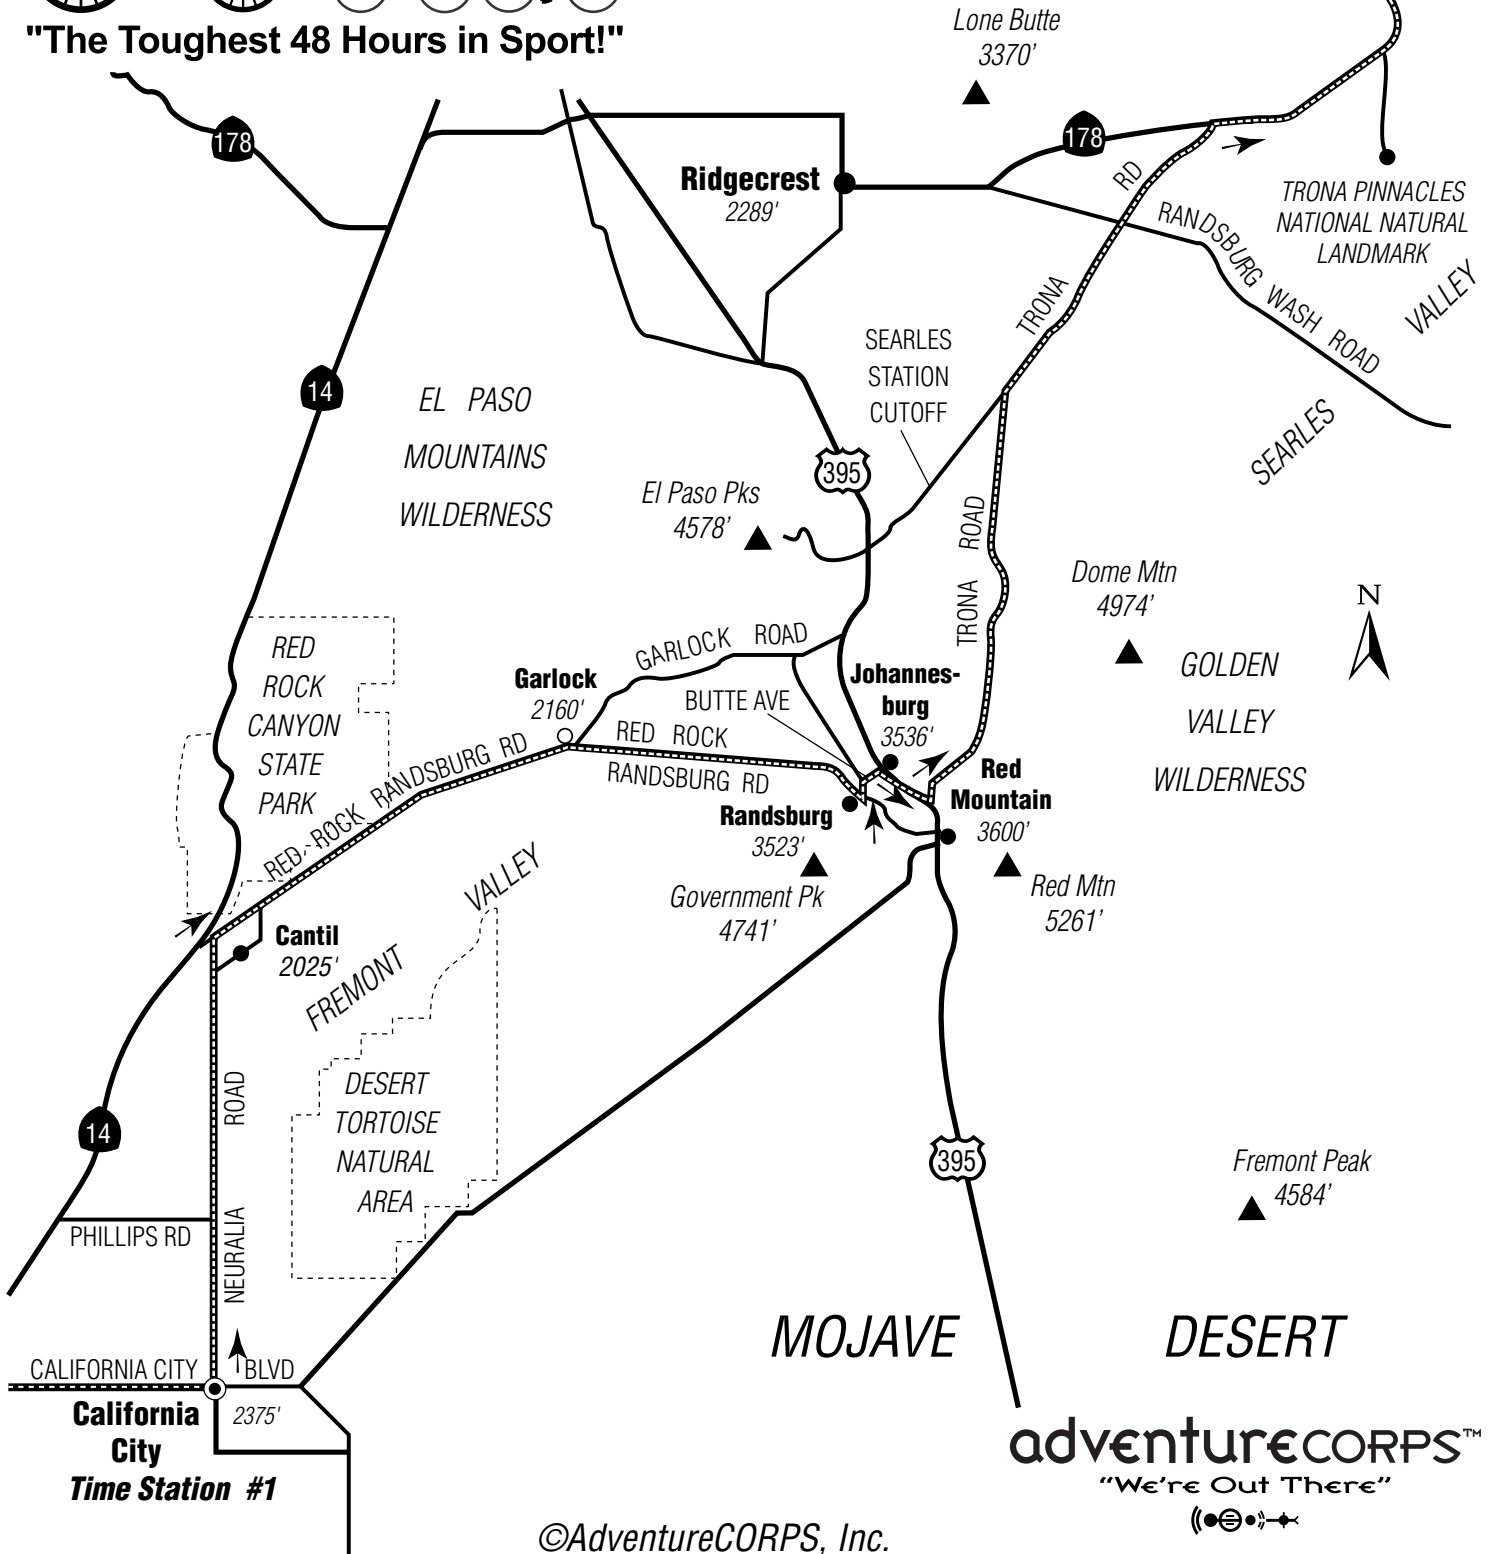 "The Toughest 48 Hours in Sport!"
Lone Butte
3370’
178
178
Ridgecrest
2289'
RD
TRONA
TRONA PINNACLES
NATIONAL NATURAL
LANDMARK
RANDSBURG WASH ROAD
SEARLES VALLEY
14
EL PASO
MOUNTAINS
WILDERNESS
SEARLES
STATION
CUTOFF
395
El Paso Pks
4578’
TRONA ROAD
Dome Mtn
4974’
N
GOLDEN
VALLEY
WILDERNESS
RED
ROCK
CANYON
STATE
PARK
GARLOCK ROAD
Garlock
2160'
BUTTE AVE
Johannes-
burg
3536'
RED ROCK RANDSBURG RD
RED ROCK
RANDSBURG RD
Red
Mountain
3600’
Randsburg
3523'
Government Pk
4741’
Red Mtn
5261’
Cantil
2025'
FREMONT VALLEY
DESERT
TORTOISE
NATURAL
AREA
14
PHILLIPS RD
NEURALIA ROAD
395
Fremont Peak
4584’
MOJAVE DESERT
CALIFORNIA CITY BLVD
California
City
2375'
Time Station #1
adventureCORPS™
“We’re Out There”
©AdventureCORPS, Inc.